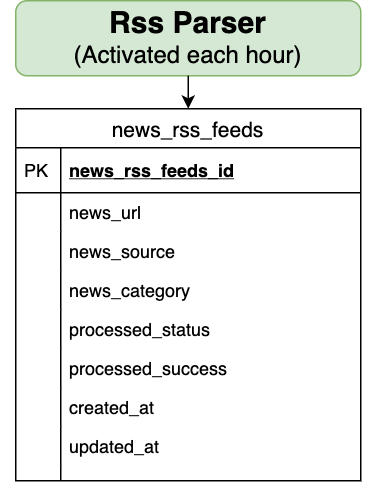 Rss Parser
(Activated each hour)
news_rss_feeds
PK news_rss_feeds_id
news_url
news_source
news_category
processed_status
processed_success
created_at
updated_at